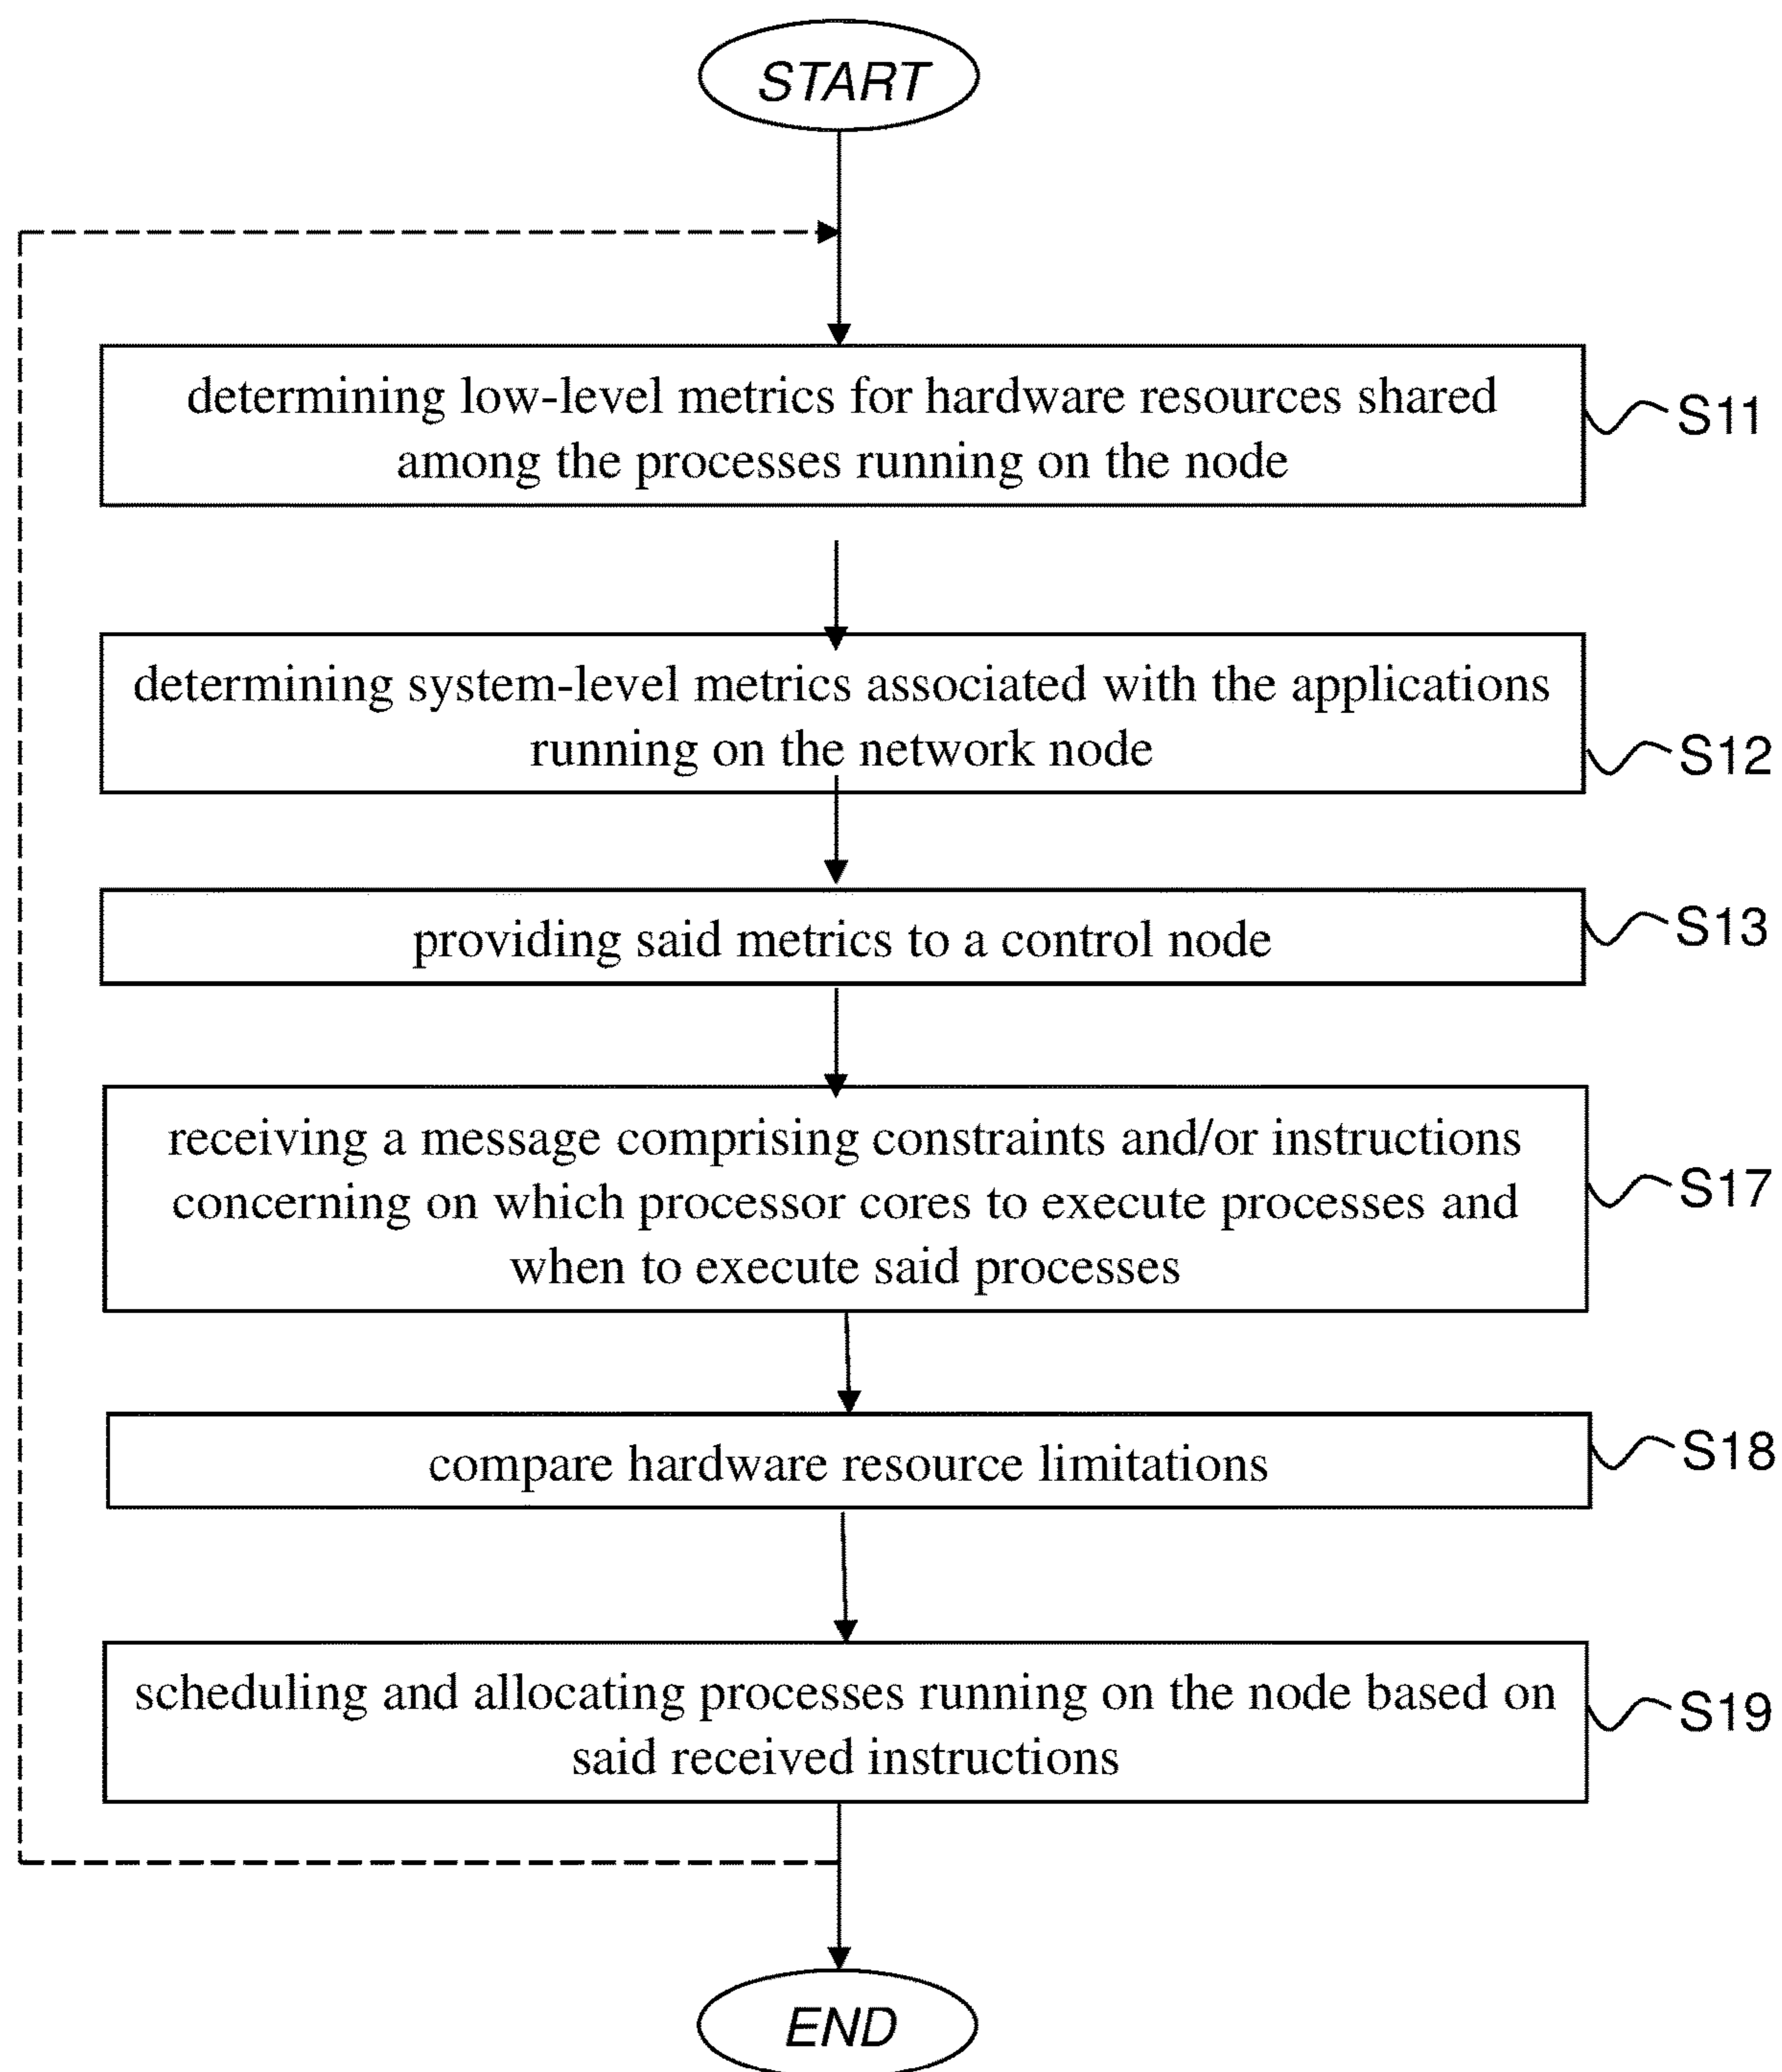 START
determining low-level metrics for hardware resources shared
among the processes running on the node
S11
determining system-level metrics associated with the applications
running on the network node
S12
providing said metrics to a control node
S13
receiving a message comprising constraints and/or instructions
concerning on which processor cores to execute processes and
when to execute said processes
S17
compare hardware resource limitations
S18
scheduling and allocating processes running on the node based on
said received instructions
S19
END